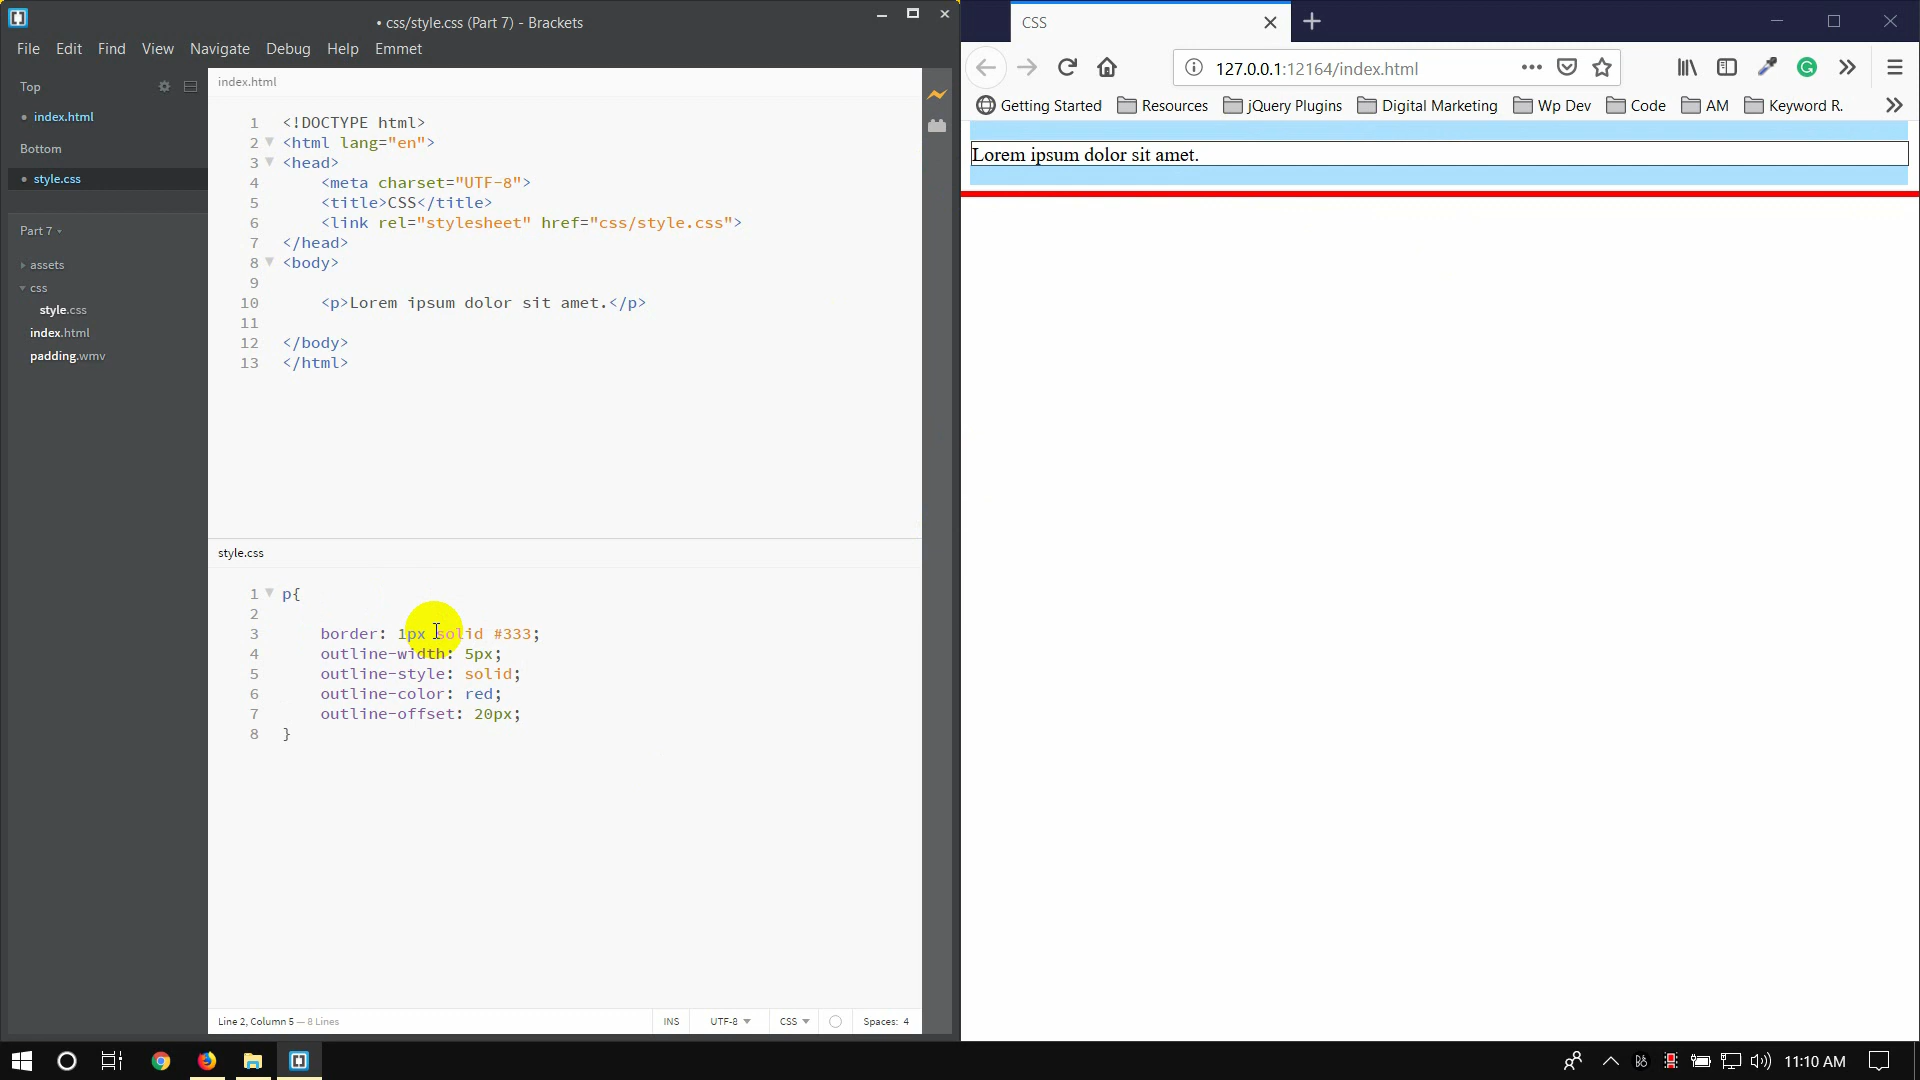 • css/style.css (Part 7) - Brackets
File Edit Find View Navigate Debug Help Emmet
Top
index.html
Bottom
style.css
Part 7
assets
css
style.css
index.html
padding.wmv
index.html
1 <!DOCTYPE html>
2 <html lang="en">
3 <head>
4 <meta charset="UTF-8">
5 <title>CSS</title>
6 <link rel="stylesheet" href="css/style.css">
7 </head>
8 <body>
9
10 <p>Lorem ipsum dolor sit amet.</p>
11
12 </body>
13 </html>
style.css
1 p{
2
3 border: 1px solid #333;
4 outline-width: 5px;
5 outline-style: solid;
6 outline-color: red;
7 outline-offset: 20px;
8 }
Line 2, Column 5 — 8 Lines
INS UTF-8 CSS Spaces: 4
CSS
127.0.0.1:12164/index.html
Getting Started Resources jQuery Plugins Digital Marketing Wp Dev Code AM Keyword R.
Lorem ipsum dolor sit amet.
11:10 AM